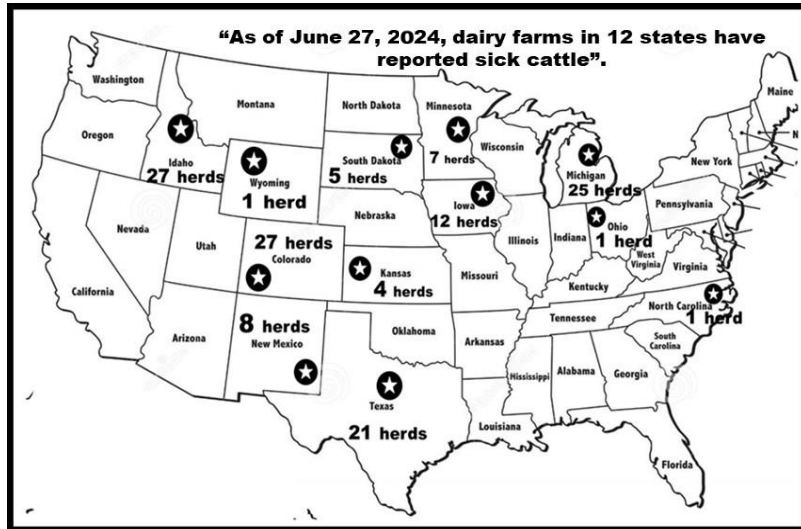 “As of June 27, 2024, dairy farms in 12 states have
reported sick cattle”.
Washington
Montana
North Dakota
Minnesota
Maine
Oregon
Idaho
27 herds
Wyoming
1 herd
South Dakota
5 herds
7 herds
Wisconsin
Michigan
25 herds
New York
N
Nevada
Utah
27 herds
Colorado
Nebraska
Iowa
12 herds
Illinois
Indiana
Ohio
1 herd
Pennsylvania
West
Virginia
Virginia
California
Kansas
4 herds
Missouri
Kentucky
North Carolina
1 herd
Arizona
8 herds
New Mexico
Oklahoma
Arkansas
Tennessee
South
Carolina
Texas
21 herds
Louisiana
Mississippi
Alabama
Georgia
Florida